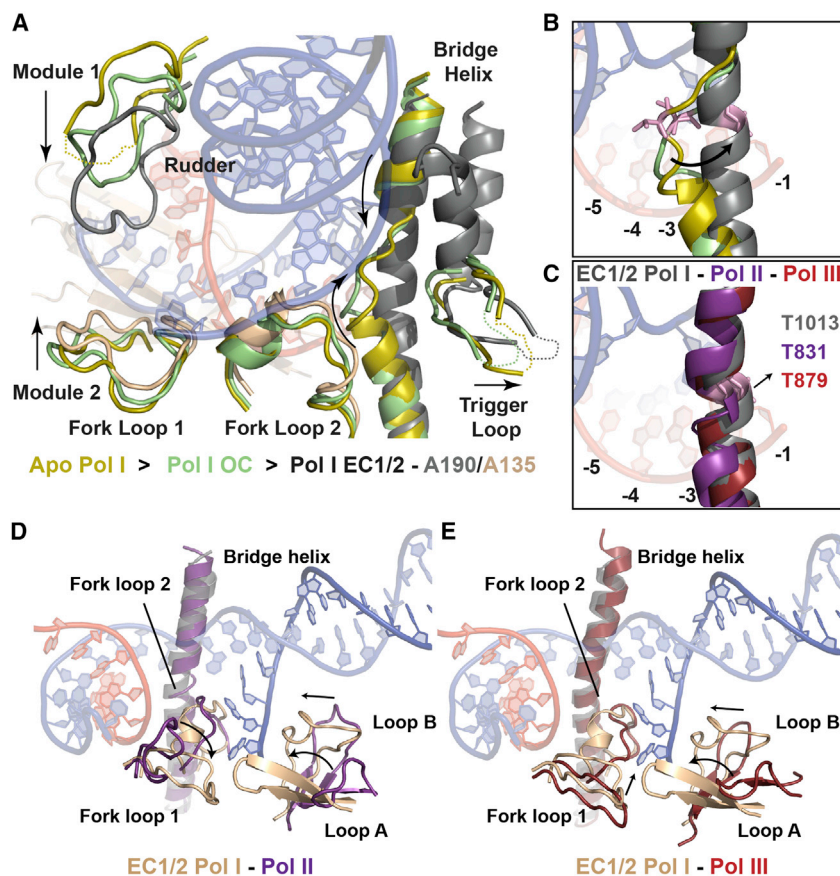 A
Module 1
Rudder
Bridge
Helix
Module 2
Fork Loop 1
Fork Loop 2
Trigger
Loop
Apo Pol I > Pol I OC > Pol I EC1/2 - A190/A135
B
-5
-4
-3
-1
C
EC1/2 Pol I - Pol II - Pol III
T1013
T831
T879
-5
-4
-3
-1
D
Bridge helix
Fork loop 2
Loop B
Fork loop 1
Loop A
EC1/2 Pol I - Pol II
E
Bridge helix
Fork loop 2
Loop B
Fork loop 1
Loop A
EC1/2 Pol I - Pol III